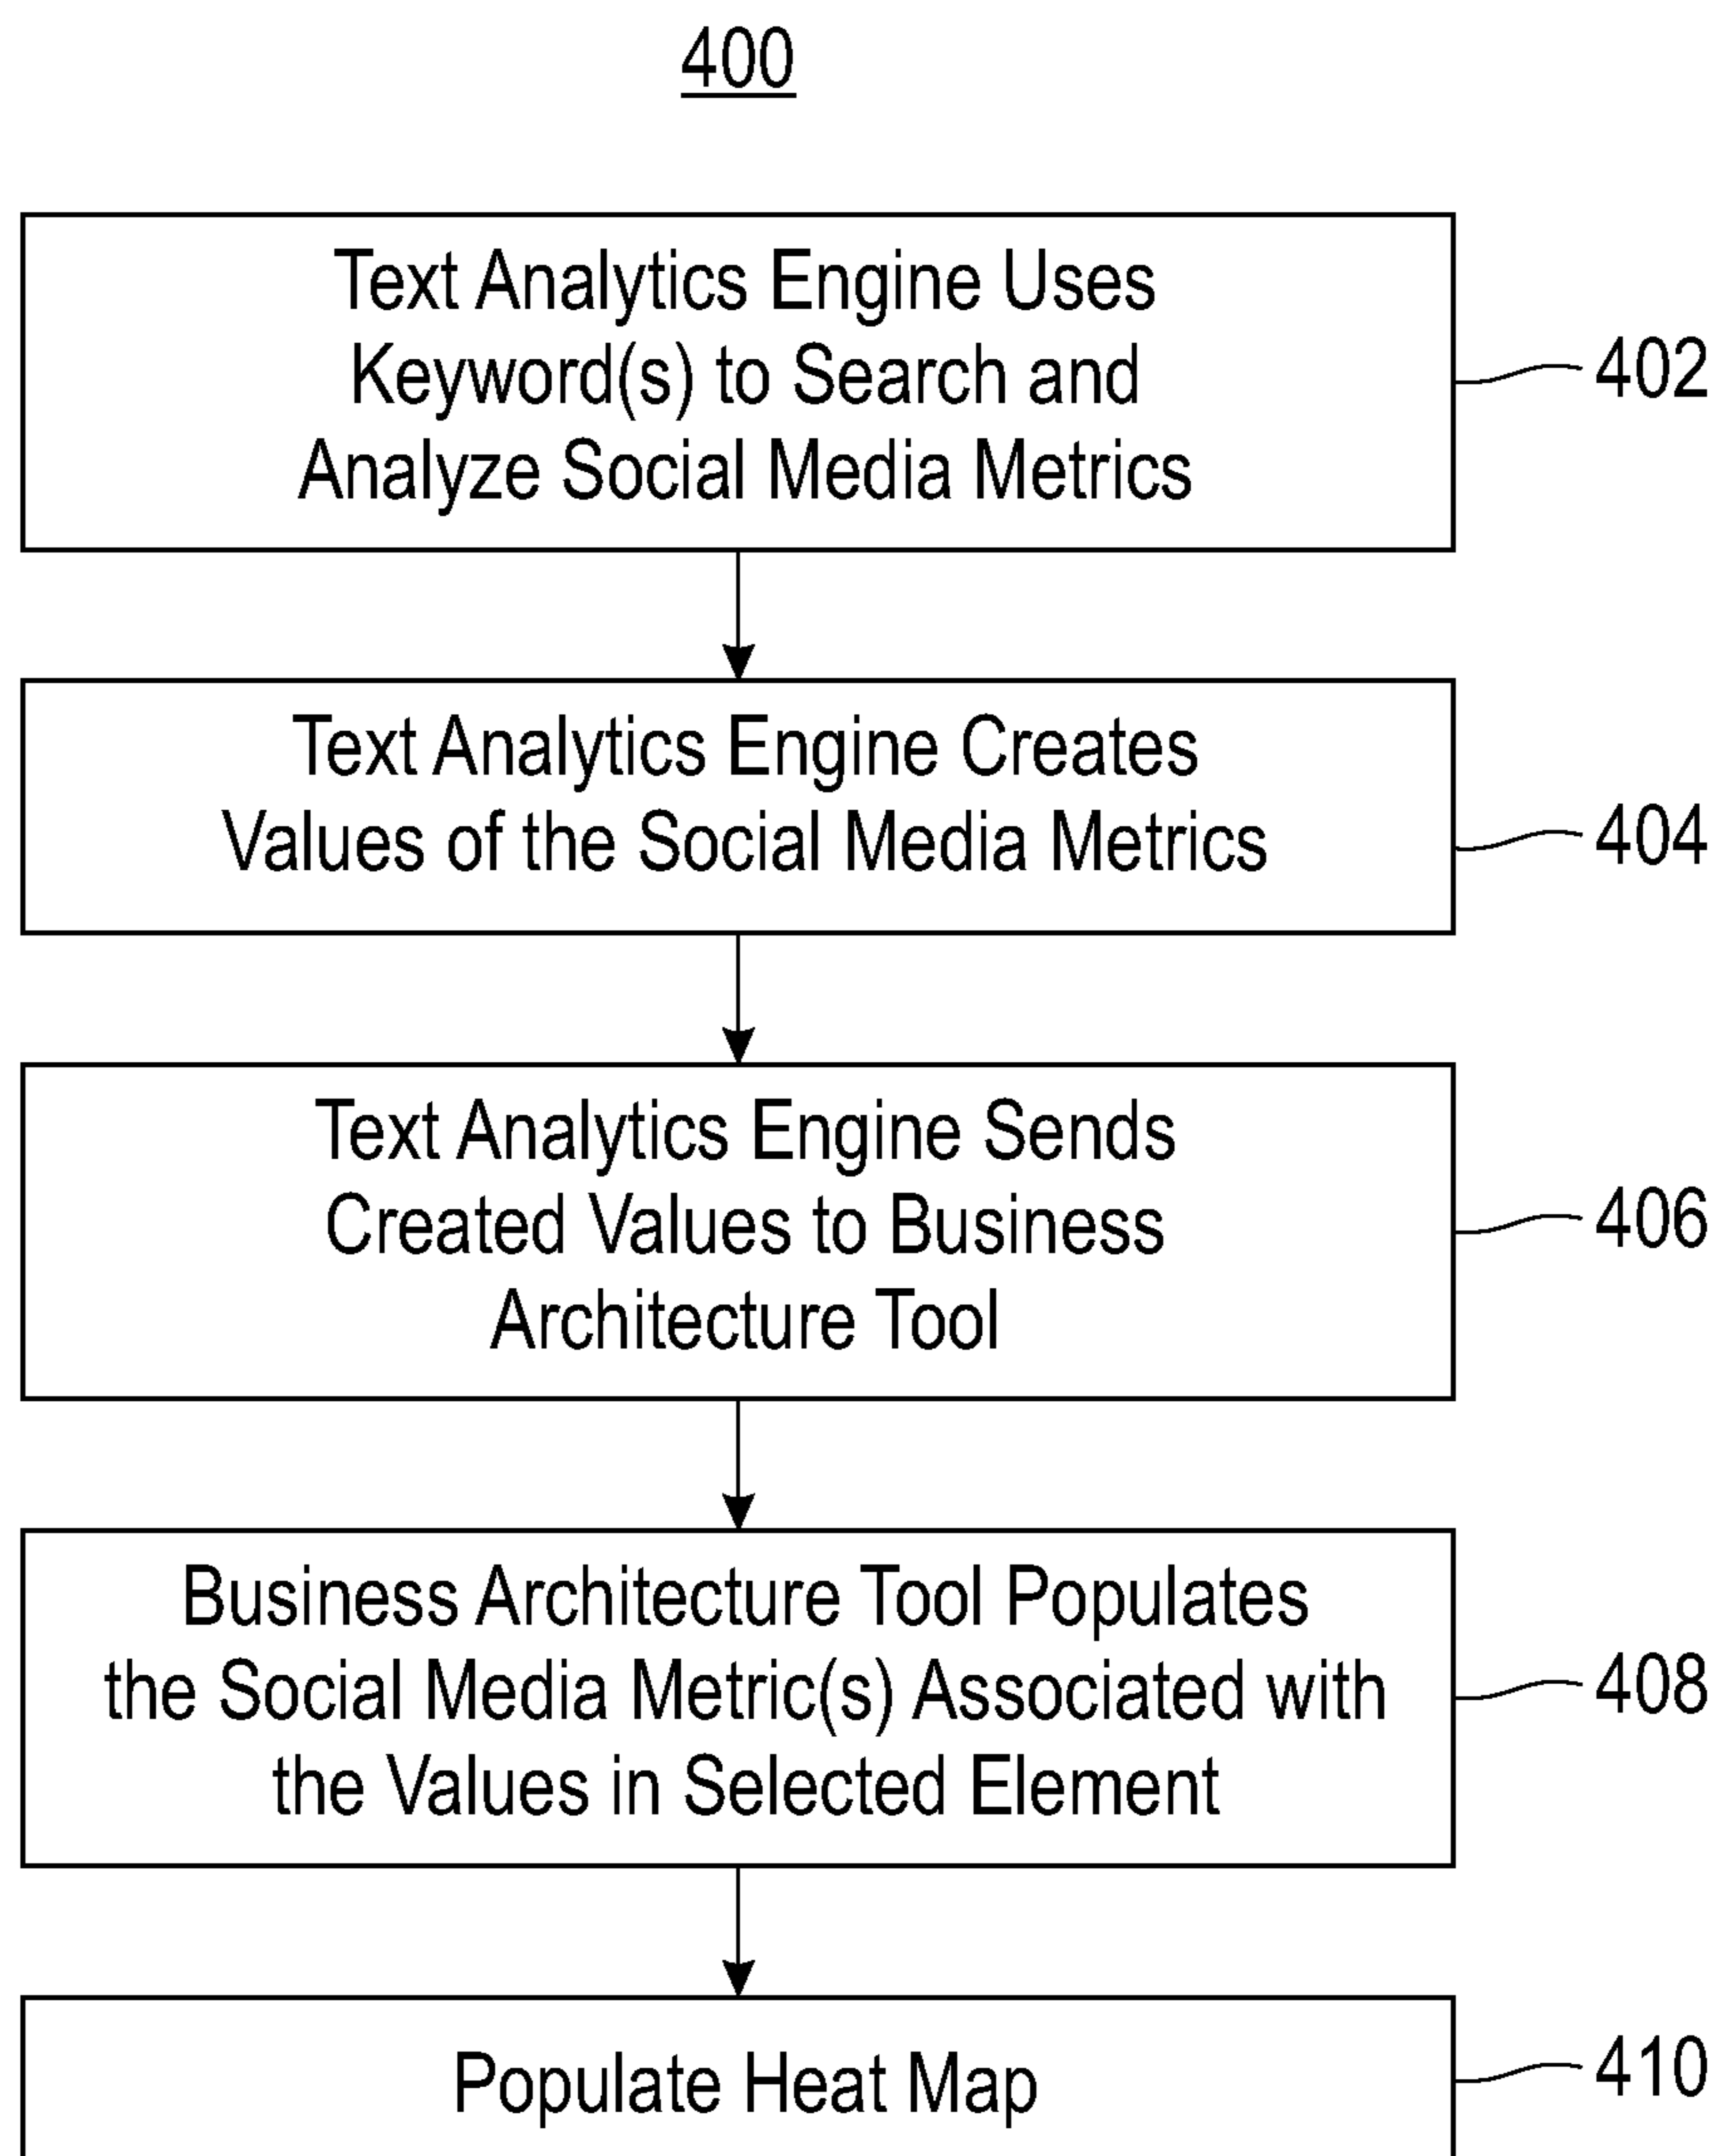 400
Text Analytics Engine Uses
Keyword(s) to Search and
Analyze Social Media Metrics
402
Text Analytics Engine Creates
Values of the Social Media Metrics
404
Text Analytics Engine Sends
Created Values to Business
Architecture Tool
406
Business Architecture Tool Populates
the Social Media Metric(s) Associated with
the Values in Selected Element
408
Populate Heat Map
410